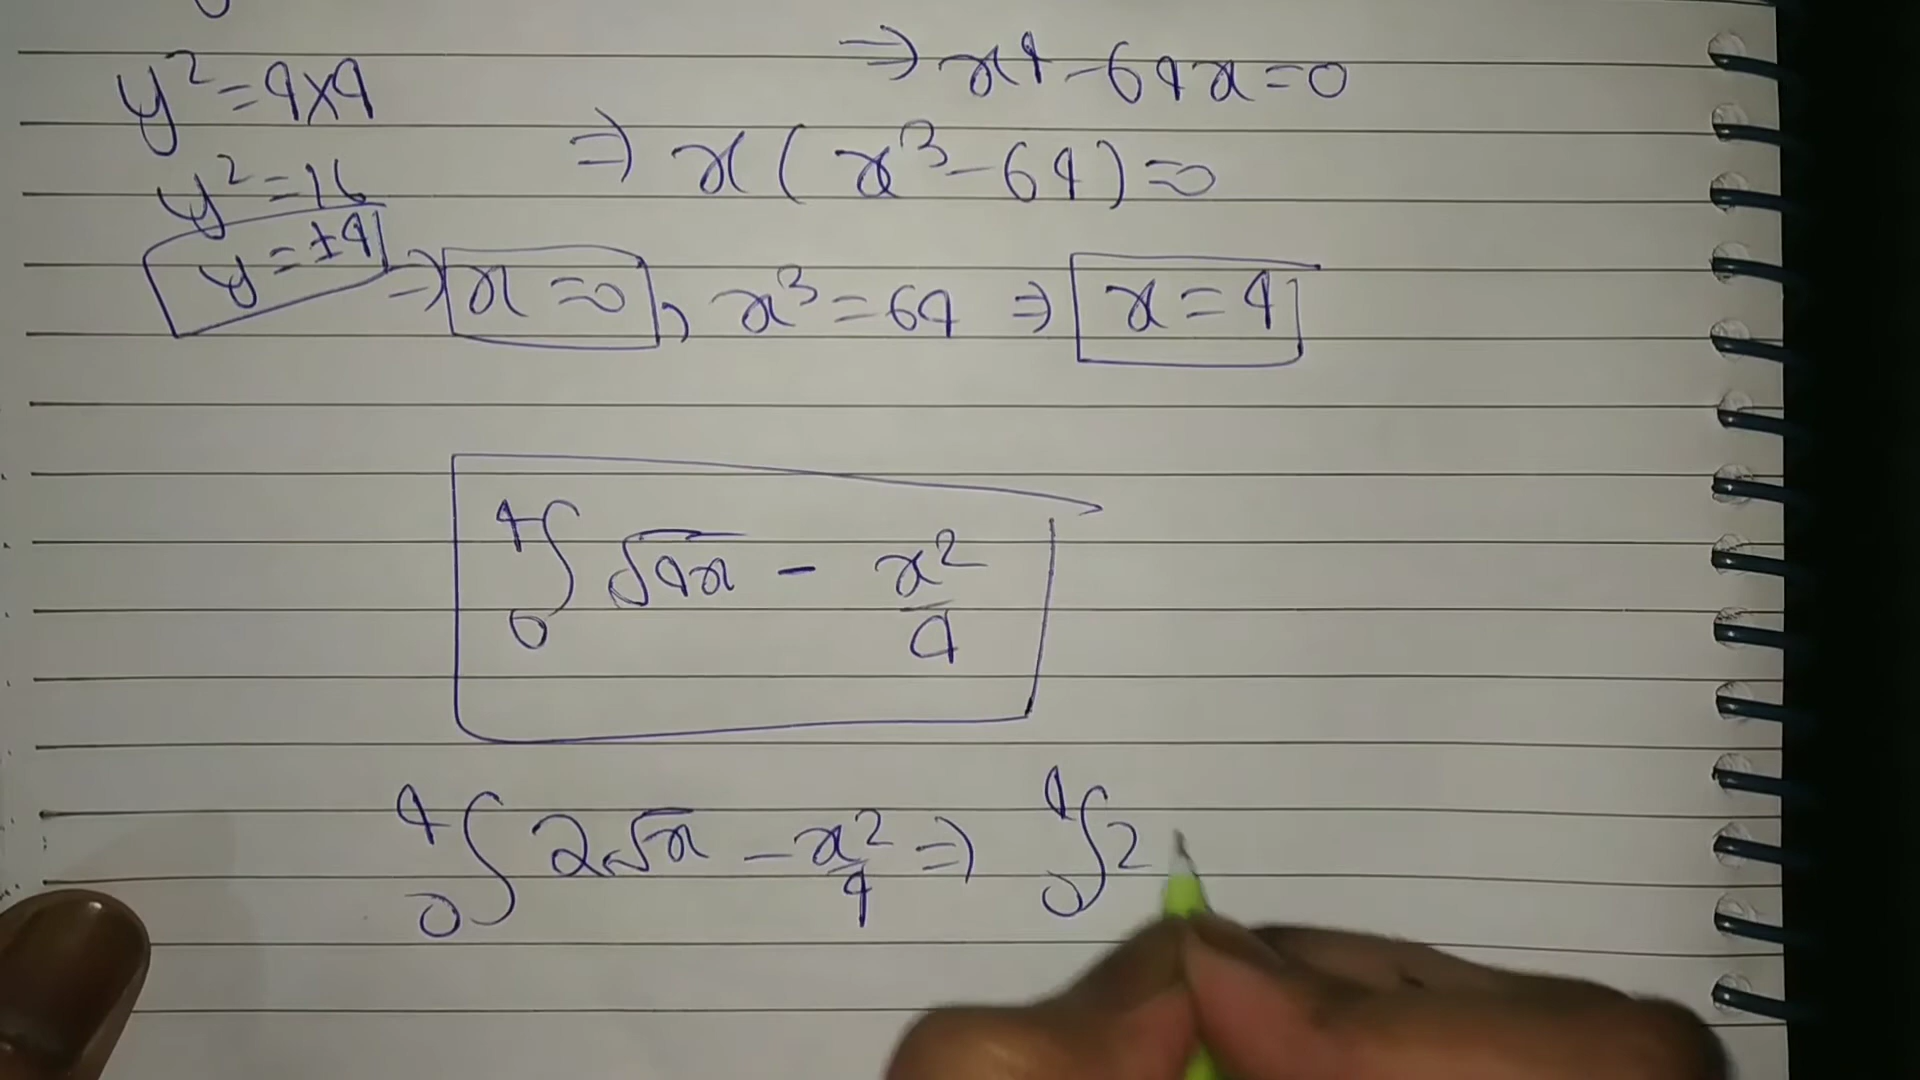 y² = 4×4
⇒ x⁴ - 64x = 0
y² = 16
⇒ x(x³ - 64) = 0
y = ±4
⇒ x = 0, x³ = 64 ⇒ x = 4
₀⁴∫ √4x - x²/4
₀⁴∫ 2√x - x²/4 ⇒ ₀⁴∫ 2